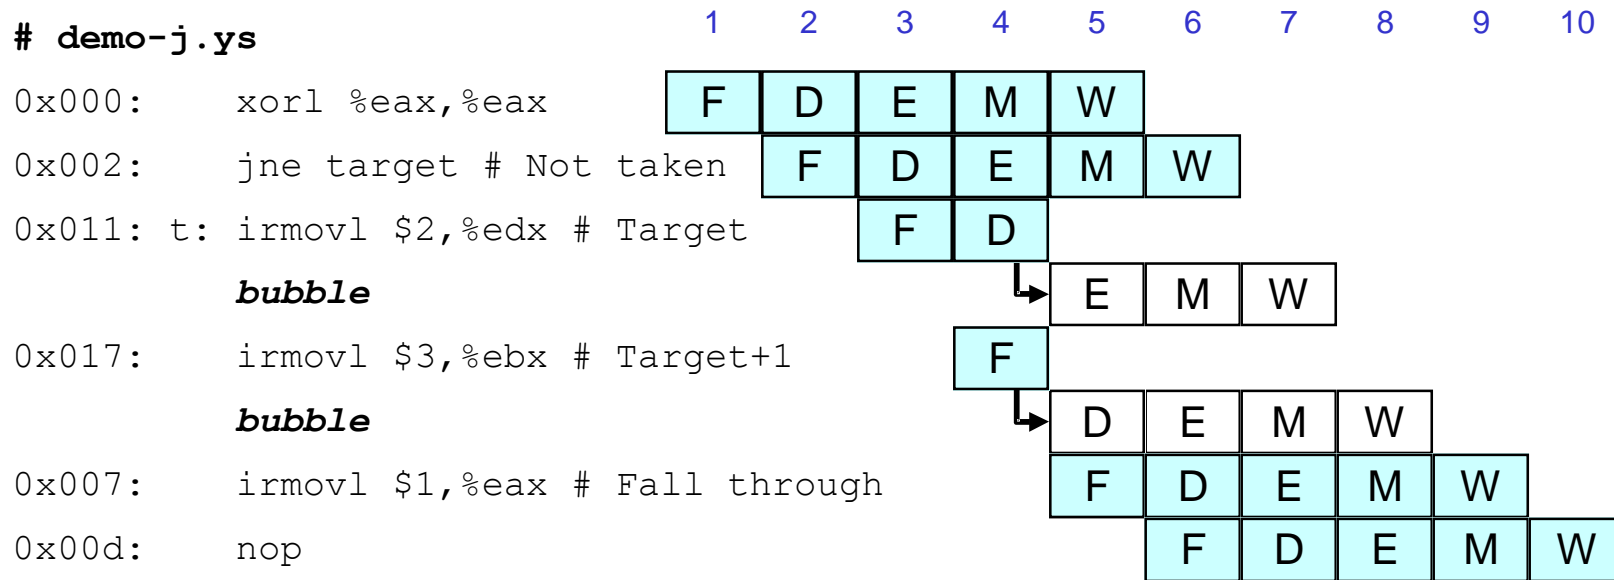 1 2 3 4 5 6 7 8 9 10
# demo-j.ys
0x000: xorl %eax,%eax F D E M W
0x002: jne target # Not taken F D E M W
0x011: t: irmovl $2,%edx # Target F D
bubble E M W
0x017: irmovl $3,%ebx # Target+1 F
bubble D E M W
0x007: irmovl $1,%eax # Fall through F D E M W
0x00d: nop F D E M W